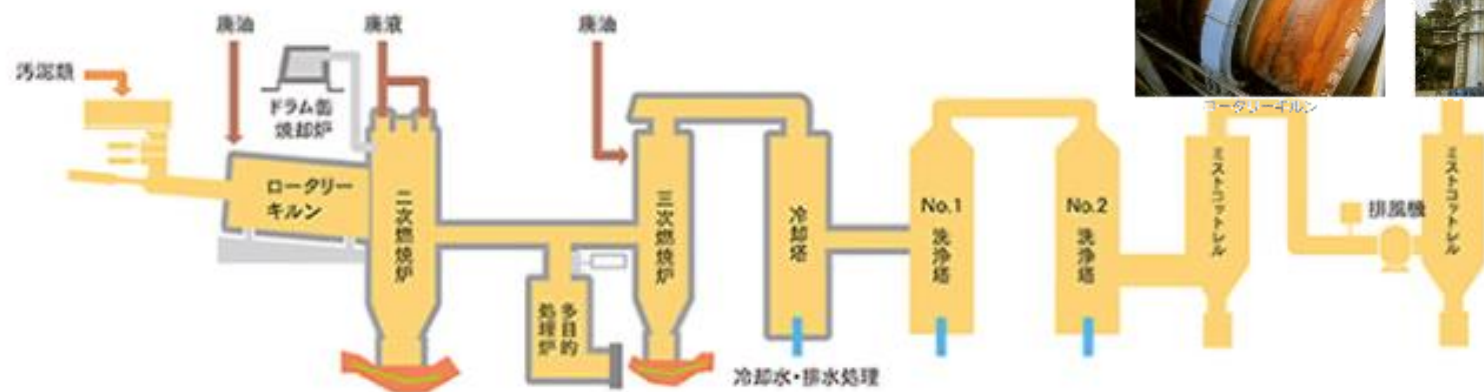 廃油
廃液
廃油
汚泥類
ドラム缶
焼却炉
ロータリーキルン
ロータリー
キルン
二次燃焼炉
多目的
処理炉
三次燃焼炉
冷却塔
No.1
洗浄塔
No.2
洗浄塔
ミストコットレル
排風機
ミストコットレル
冷却水・排水処理